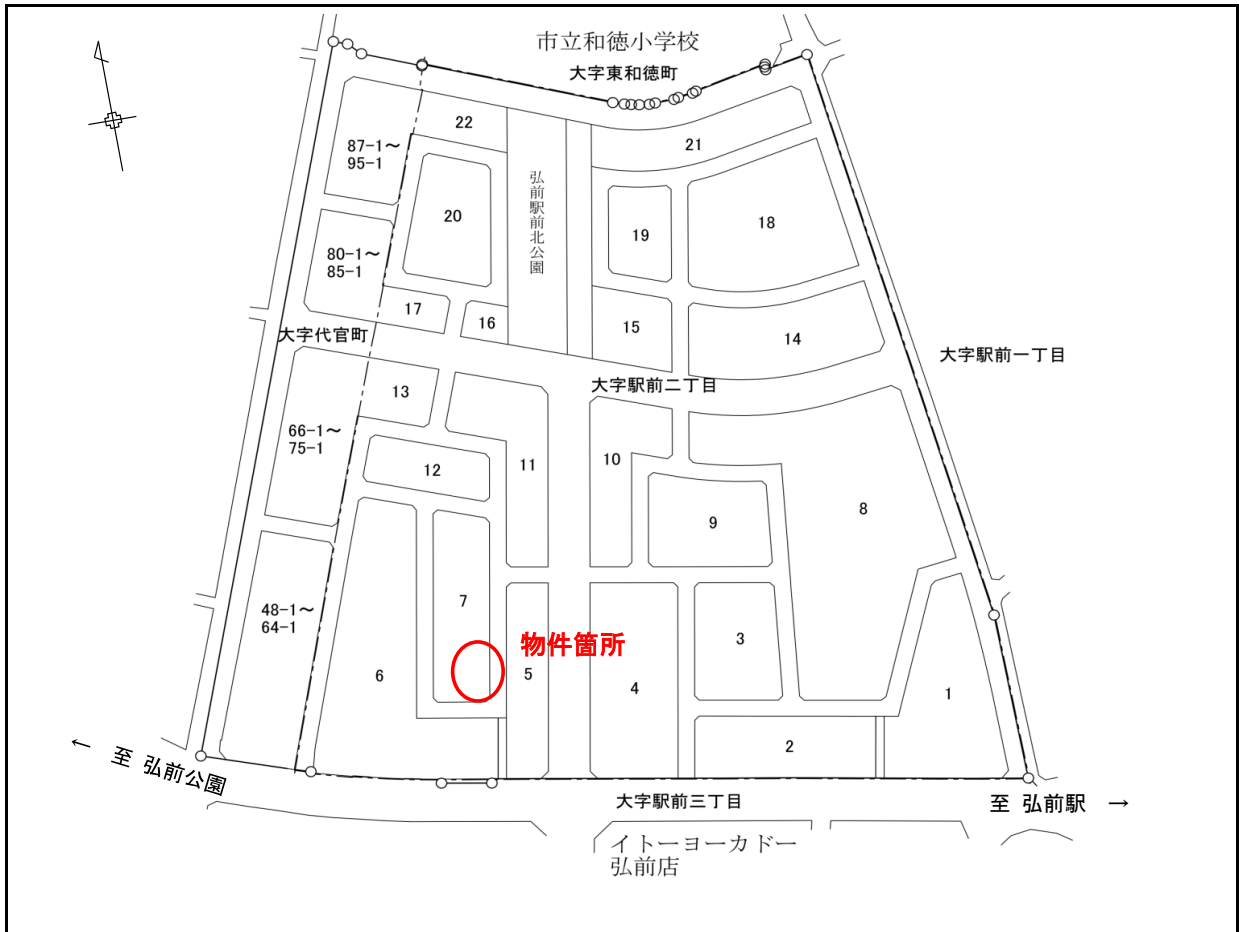 市立和徳小学校
大字東和徳町
22
21
87-1～
95-1
弘前駅前北公園
20
19
18
80-1～
85-1
17
16
15
14
大字代官町
大字駅前一丁目
大字駅前二丁目
13
66-1～
75-1
11
10
12
8
9
7
48-1～
64-1
物件箇所
3
6
5
4
1
2
← 至 弘前公園
大字駅前三丁目
至 弘前駅 →
イトーヨーカドー
弘前店